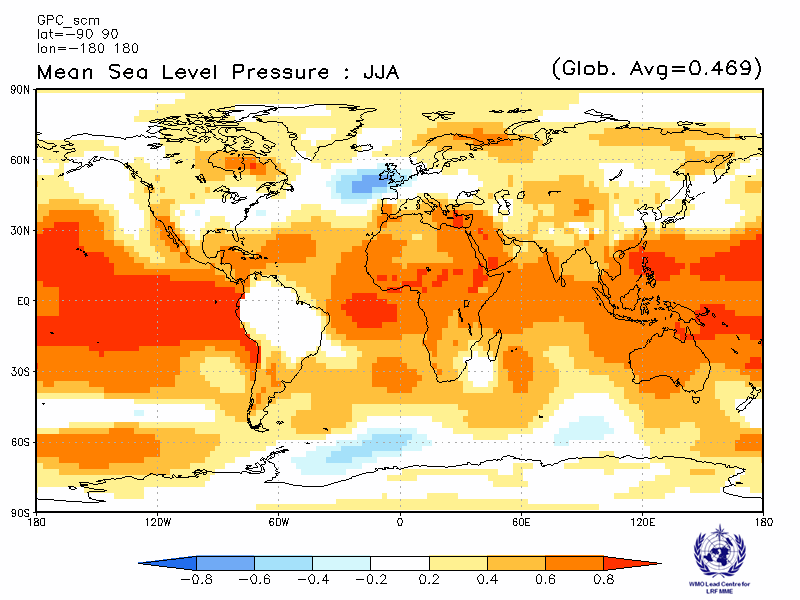 GPC_scm
lat=−90 90
lon=−180 180
Mean Sea Level Pressure : JJA
(Glob. Avg=0.469)
90N
60N
30N
EQ
30S
60S
90S
180
120W
60W
0
60E
120E
180
−0.8
−0.6
−0.4
−0.2
0.2
0.4
0.6
0.8
WMO Lead Centre for
LRF MME